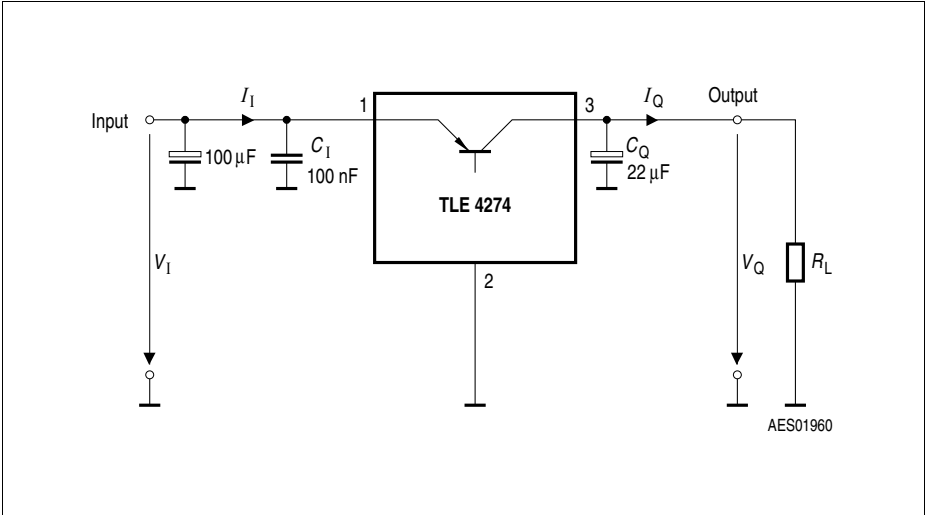 Input
I_I
100 µF
C_I
100 nF
1
TLE 4274
2
3
I_Q
C_Q
22 µF
Output
V_I
V_Q
R_L
AES01960